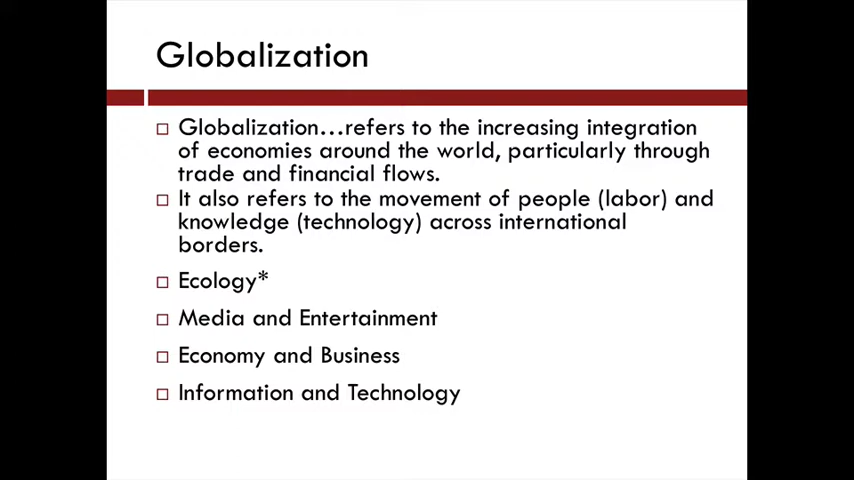 Globalization
Globalization...refers to the increasing integration
of economies around the world, particularly through
trade and financial flows.
It also refers to the movement of people (labor) and
knowledge (technology) across international
borders.
Ecology*
Media and Entertainment
Economy and Business
Information and Technology